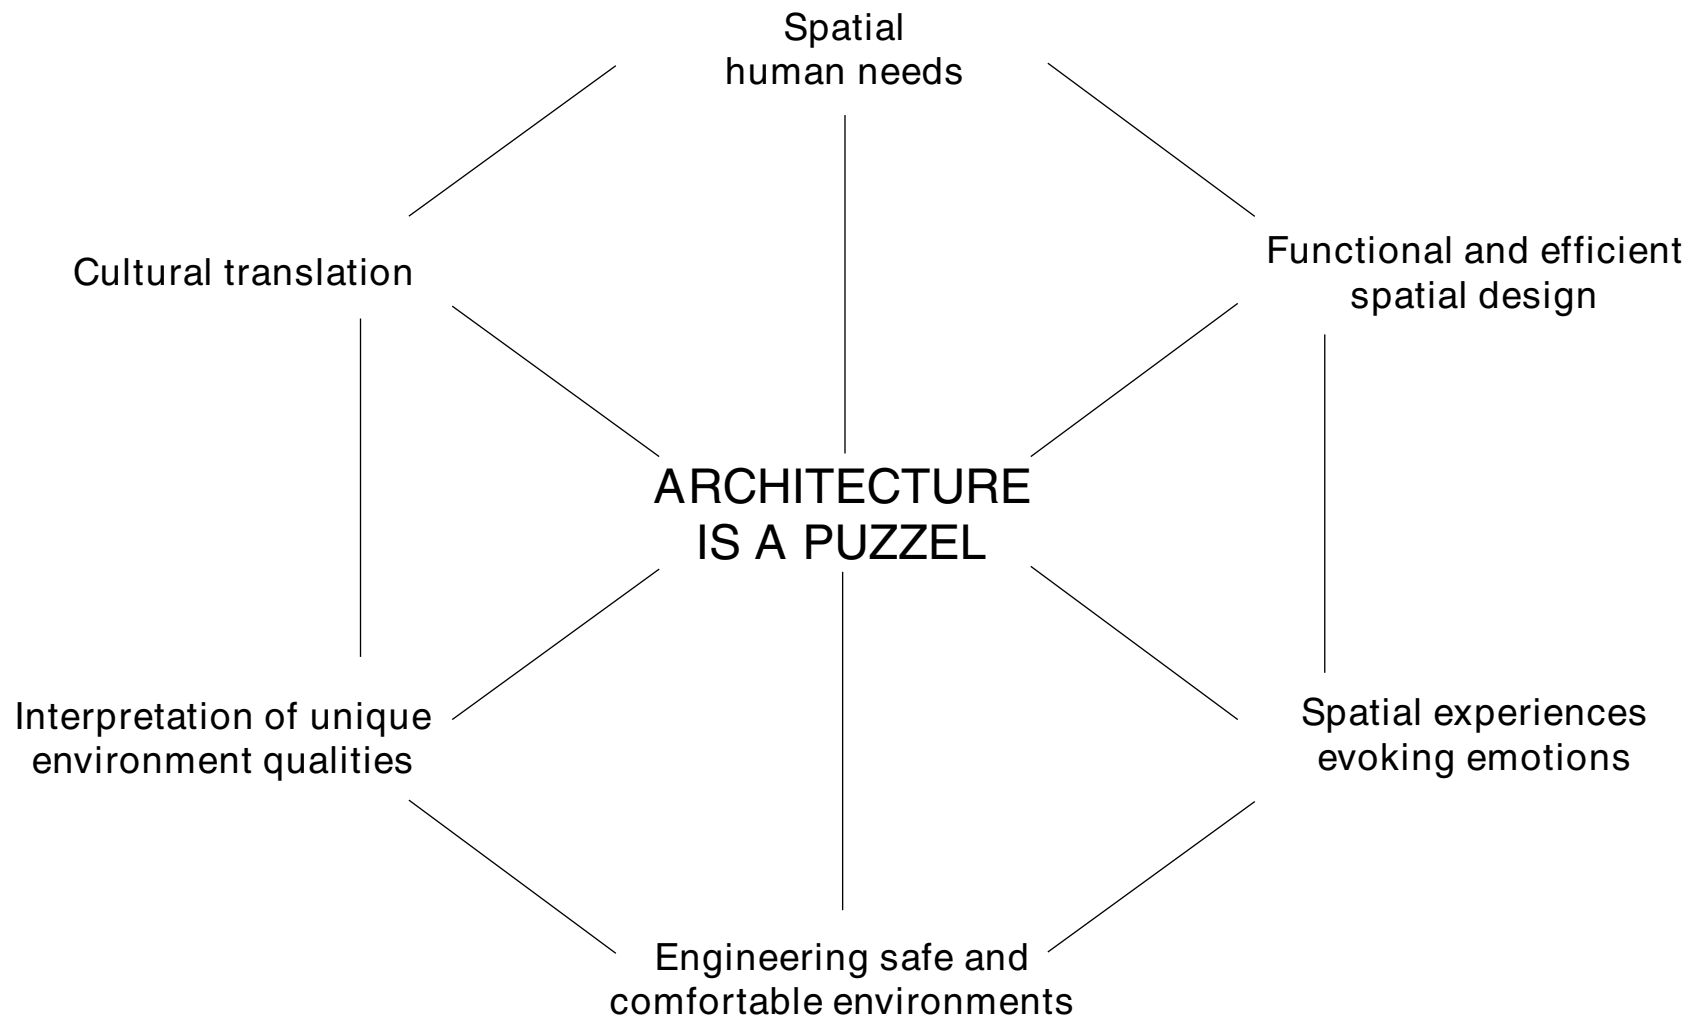 Spatial
human needs
Cultural translation
Functional and efficient
spatial design
ARCHITECTURE
IS A PUZZEL
Interpretation of unique
environment qualities
Spatial experiences
evoking emotions
Engineering safe and
comfortable environments